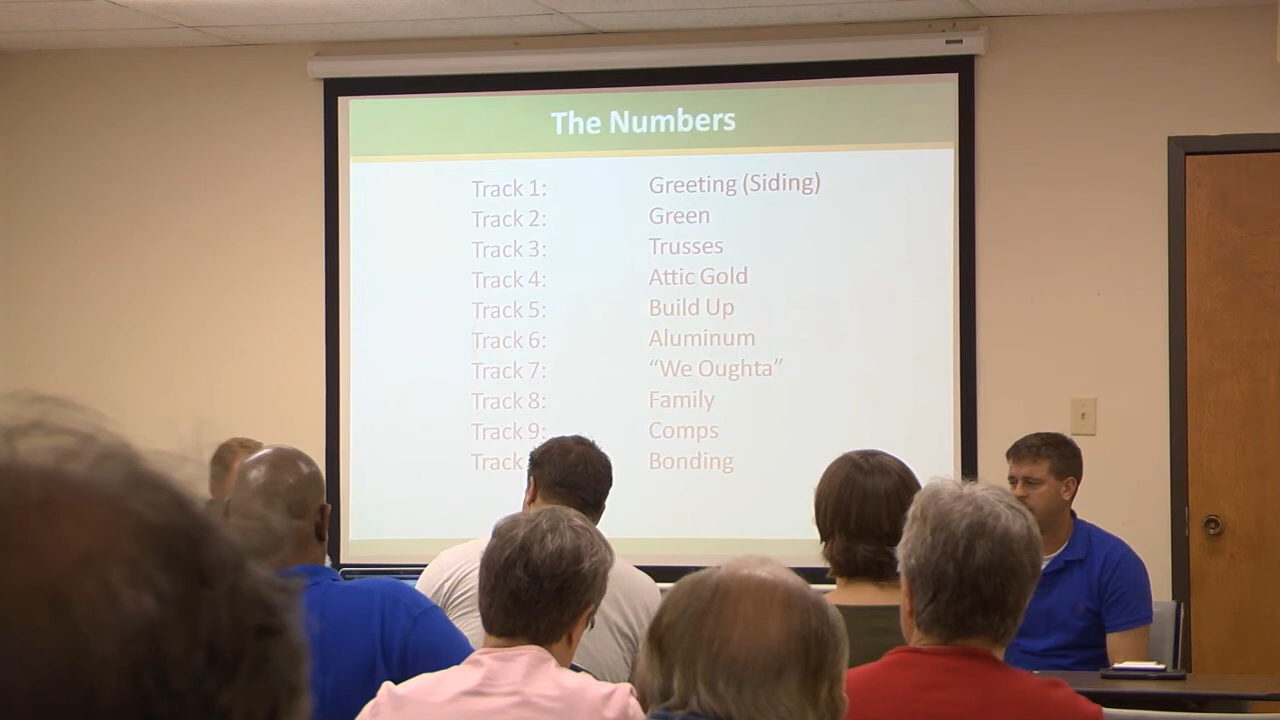 The Numbers
Track 1: Greeting (Siding)
Track 2: Green
Track 3: Trusses
Track 4: Attic Gold
Track 5: Build Up
Track 6: Aluminum
Track 7: “We Oughta”
Track 8: Family
Track 9: Comps
Track Bonding